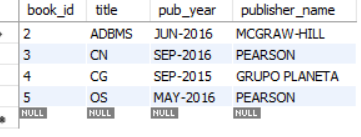 book_id title pub_year publisher_name
2 ADBMS JUN-2016 MCGRAW-HILL
3 CN SEP-2016 PEARSON
4 CG SEP-2015 GRUPO PLANETA
5 OS MAY-2016 PEARSON
NULL NULL NULL NULL